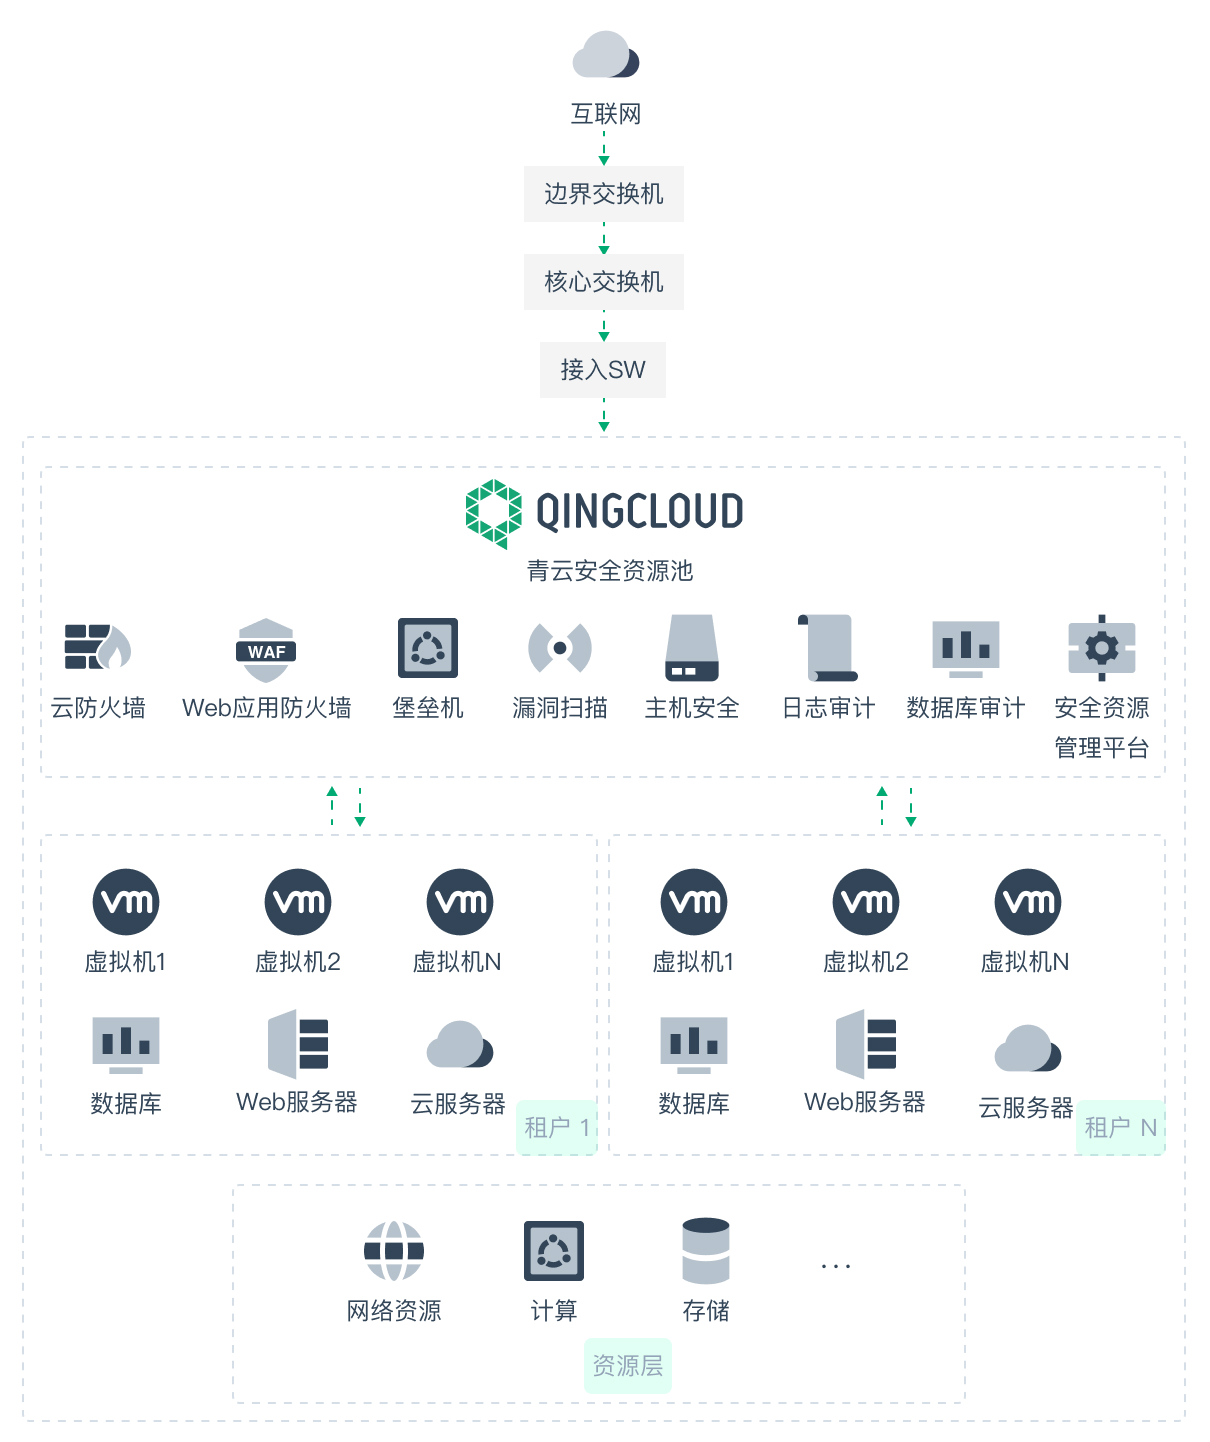 互联网
边界交换机
核心交换机
接入SW
QINGCLOUD
青云安全资源池
WAF
云防火墙
Web应用防火墙
堡垒机
漏洞扫描
主机安全
日志审计
数据库审计
安全资源
管理平台
vm
vm
vm
vm
vm
vm
虚拟机1
虚拟机2
虚拟机N
虚拟机1
虚拟机2
虚拟机N
数据库
Web服务器
云服务器
租户 1
数据库
Web服务器
云服务器
租户 N
网络资源
计算
存储
...
资源层